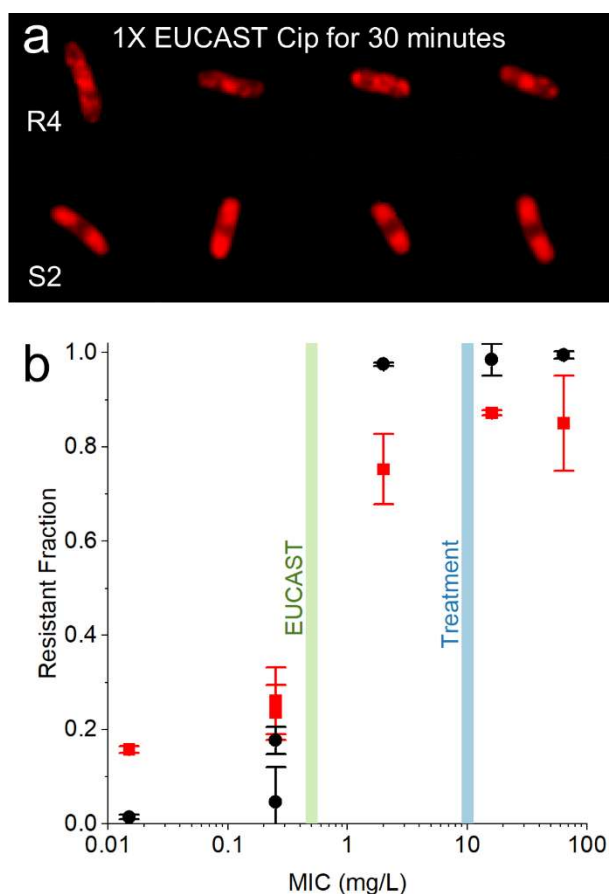 a 1X EUCAST Cip for 30 minutes
R4
S2
b
1.0
0.8
0.6
0.4
0.2
0.0
Resistant Fraction
EUCAST
Treatment
0.01 0.1 1 10 100
MIC (mg/L)